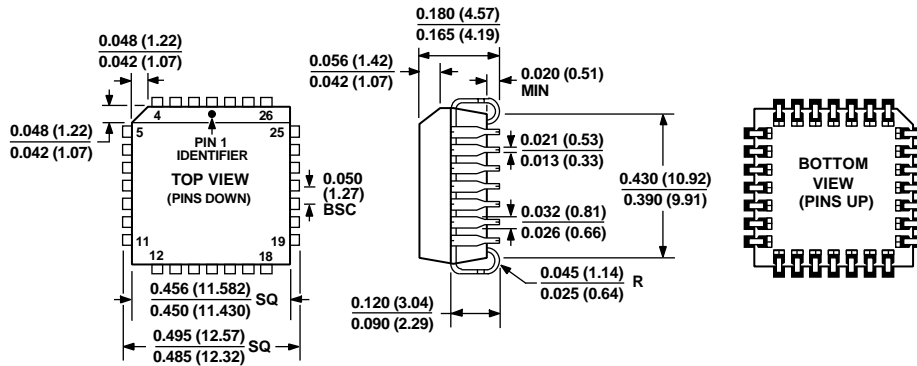 0.048 (1.22)
0.042 (1.07)
0.048 (1.22)
0.042 (1.07)
4
26
5
25
PIN 1
IDENTIFIER
TOP VIEW
(PINS DOWN)
11
19
12
18
0.050
(1.27)
BSC
0.456 (11.582)
0.450 (11.430)
SQ
0.495 (12.57)
0.485 (12.32)
SQ
0.180 (4.57)
0.165 (4.19)
0.056 (1.42)
0.042 (1.07)
0.020 (0.51)
MIN
0.021 (0.53)
0.013 (0.33)
0.032 (0.81)
0.026 (0.66)
0.430 (10.92)
0.390 (9.91)
0.045 (1.14)
0.025 (0.64)
R
0.120 (3.04)
0.090 (2.29)
BOTTOM
VIEW
(PINS UP)